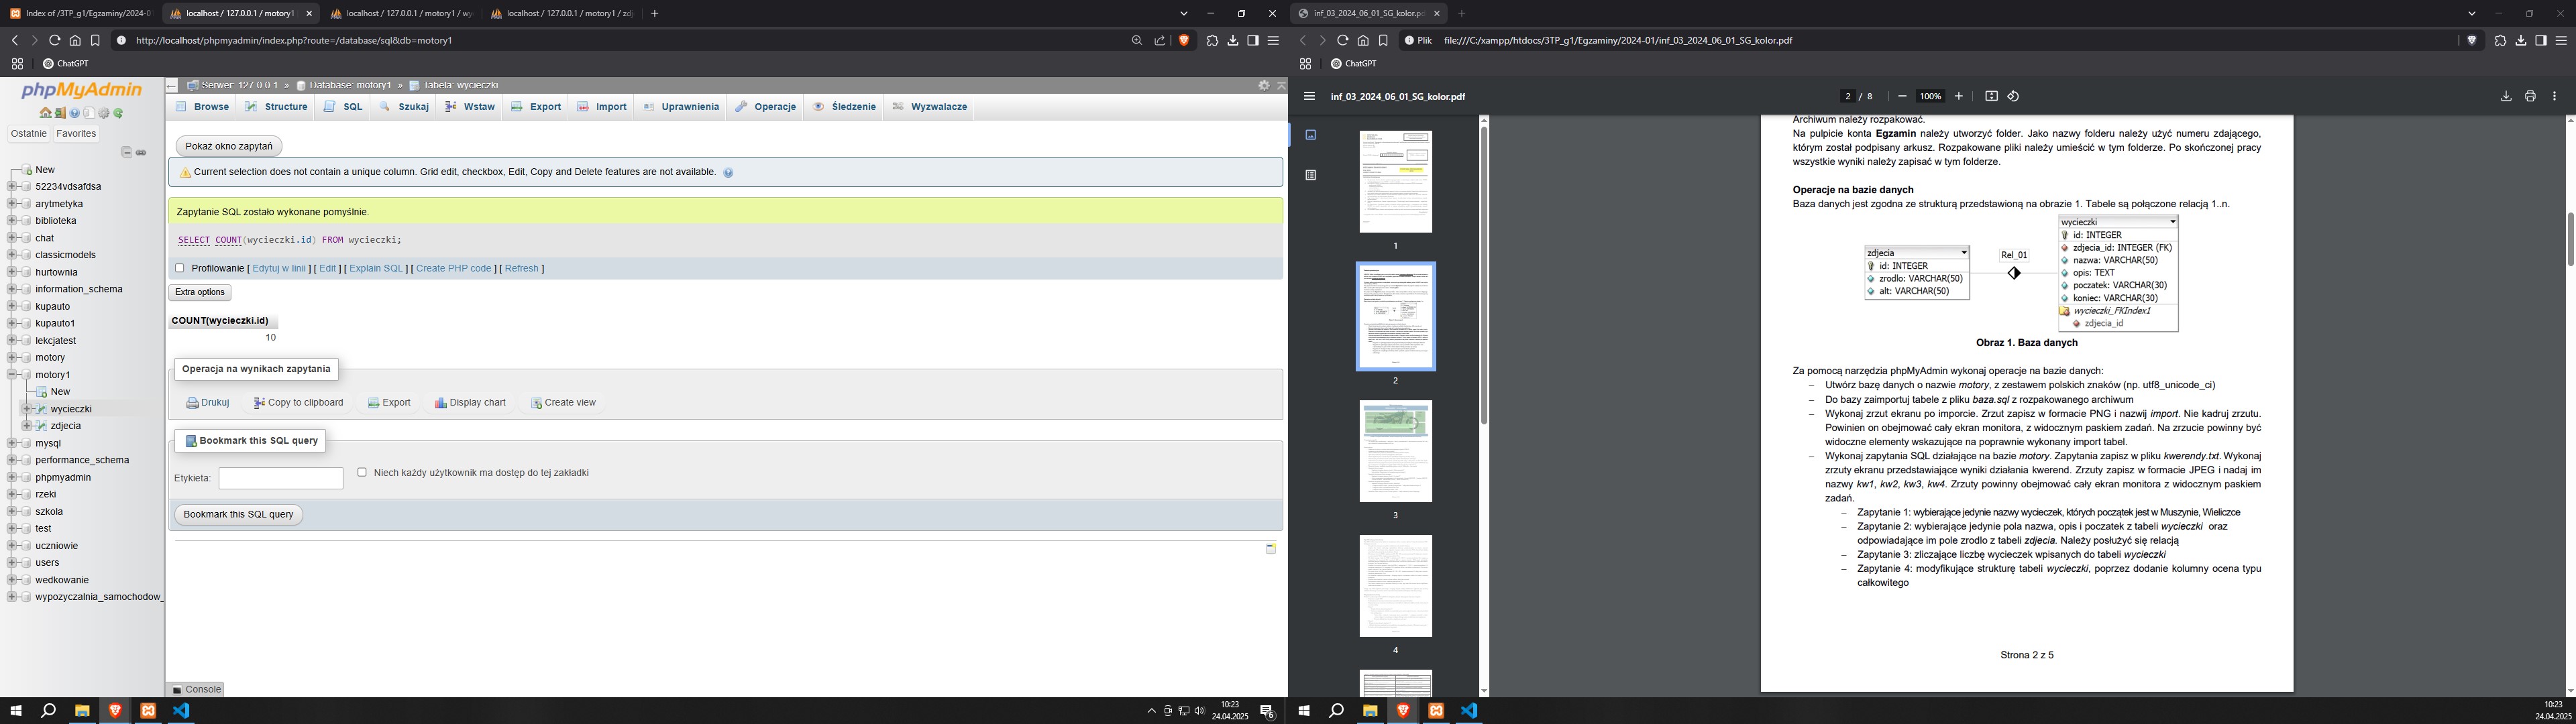 Index of /3TP_g1/Egzaminy/2024-0
localhost / 127.0.0.1 / motory1
localhost / 127.0.0.1 / motory1 / wy
localhost / 127.0.0.1 / motory1 / zdj
http://localhost/phpmyadmin/index.php?route=/database/sql&db=motory1
ChatGPT
phpMyAdmin
Ostatnie
Favorites
New
52234vdsafdsa
arytmetyka
biblioteka
chat
classicmodels
hurtownia
information_schema
kupauto
kupauto1
lekcjatest
motory
motory1
New
wycieczki
zdjecia
mysql
performance_schema
phpmyadmin
rzeki
szkola
test
uczniowie
users
wedkowanie
wypozyczalnia_samochodow_
Serwer: 127.0.0.1 » Database: motory1 » Tabela: wycieczki
Browse Structure SQL Szukaj Wstaw Export Import Uprawnienia Operacje Śledzenie Wyzwalacze
Pokaż okno zapytań
Current selection does not contain a unique column. Grid edit, checkbox, Edit, Copy and Delete features are not available.
Zapytanie SQL zostało wykonane pomyślnie.
SELECT COUNT(wycieczki.id) FROM wycieczki;
Profilowanie [ Edytuj w linii ] [ Edit ] [ Explain SQL ] [ Create PHP code ] [ Refresh ]
Extra options
COUNT(wycieczki.id)
10
Operacja na wynikach zapytania
Drukuj Copy to clipboard Export Display chart Create view
Bookmark this SQL query
Etykieta:
Niech każdy użytkownik ma dostęp do tej zakładki
Bookmark this SQL query
Console
10:23
24.04.2025
6
inf_03_2024_06_01_SG_kolor.pd
Plik file:///C:/xampp/htdocs/3TP_g1/Egzaminy/2024-01/inf_03_2024_06_01_SG_kolor.pdf
ChatGPT
inf_03_2024_06_01_SG_kolor.pdf
2 / 8
100%
1
2
3
4
Archiwum należy rozpakować.
Na pulpicie konta Egzamin należy utworzyć folder. Jako nazwy folderu należy użyć numeru zdającego,
którym został podpisany arkusz. Rozpakowane pliki należy umieścić w tym folderze. Po skończonej pracy
wszystkie wyniki należy zapisać w tym folderze.
Operacje na bazie danych
Baza danych jest zgodna ze strukturą przedstawioną na obrazie 1. Tabele są połączone relacją 1..n.
zdjecia
id: INTEGER
zrodlo: VARCHAR(50)
alt: VARCHAR(50)
Rel_01
wycieczki
id: INTEGER
zdjecia_id: INTEGER (FK)
nazwa: VARCHAR(50)
opis: TEXT
poczatek: VARCHAR(30)
koniec: VARCHAR(30)
wycieczki_FKIndex1
zdjecia_id
Obraz 1. Baza danych
Za pomocą narzędzia phpMyAdmin wykonaj operacje na bazie danych:
– Utwórz bazę danych o nazwie motory, z zestawem polskich znaków (np. utf8_unicode_ci)
– Do bazy zaimportuj tabele z pliku baza.sql z rozpakowanego archiwum
– Wykonaj zrzut ekranu po imporcie. Zrzut zapisz w formacie PNG i nazwij import. Nie kadruj zrzutu.
Powinien on obejmować cały ekran monitora, z widocznym paskiem zadań. Na zrzucie powinny być
widoczne elementy wskazujące na poprawnie wykonany import tabel.
– Wykonaj zapytania SQL działające na bazie motory. Zapytania zapisz w pliku kwerendy.txt. Wykonaj
zrzuty ekranu przedstawiające wyniki działania kwerend. Zrzuty zapisz w formacie JPEG i nadaj im
nazwy kw1, kw2, kw3, kw4. Zrzuty powinny obejmować cały ekran monitora z widocznym paskiem
zadań.
– Zapytanie 1: wybierające jedynie nazwy wycieczek, których początek jest w Muszynie, Wieliczce
– Zapytanie 2: wybierające jedynie pola nazwa, opis i poczatek z tabeli wycieczki oraz
odpowiadające im pole zrodlo z tabeli zdjecia. Należy posłużyć się relacją
– Zapytanie 3: zliczające liczbę wycieczek wpisanych do tabeli wycieczki
– Zapytanie 4: modyfikujące strukturę tabeli wycieczki, poprzez dodanie kolumny ocena typu
całkowitego
Strona 2 z 5
10:23
24.04.2025